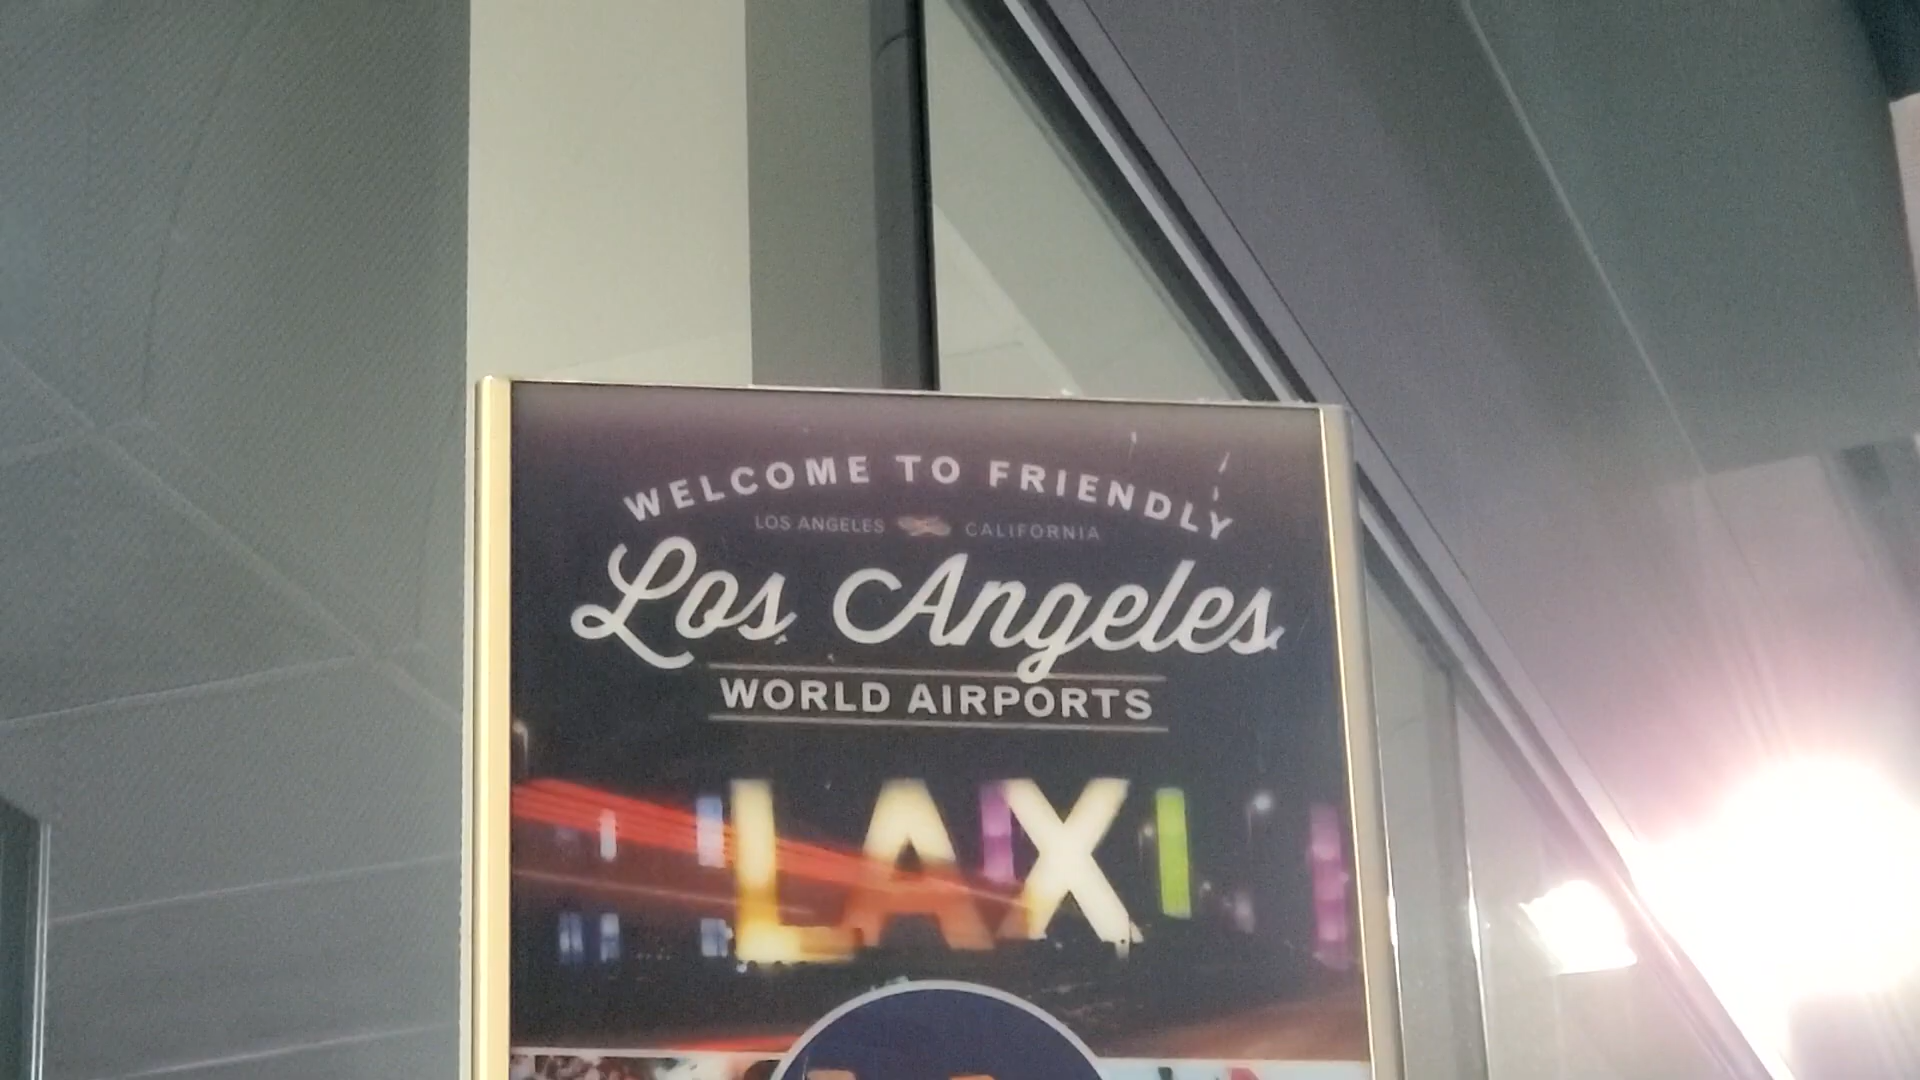 WELCOME TO FRIENDLY
LOS ANGELES CALIFORNIA
Los Angeles
WORLD AIRPORTS
LAX